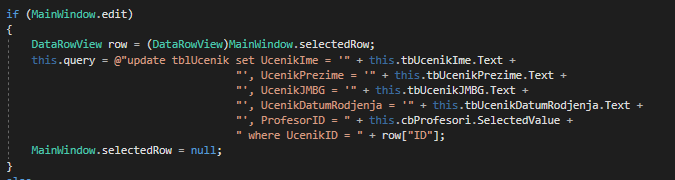 if (MainWindow.edit)
{
DataRowView row = (DataRowView)MainWindow.selectedRow;
this.query = @"update tblUcenik set UcenikIme = '" + this.tbUcenikIme.Text +
"', UcenikPrezime = '" + this.tbUcenikPrezime.Text +
"', UcenikJMBG = '" + this.tbUcenikJMBG.Text +
"', UcenikDatumRodjenja = '" + this.tbUcenikDatumRodjenja.Text +
"', ProfesorID = " + this.cbProfesori.SelectedValue +
" where UcenikID = " + row["ID"];
MainWindow.selectedRow = null;
}